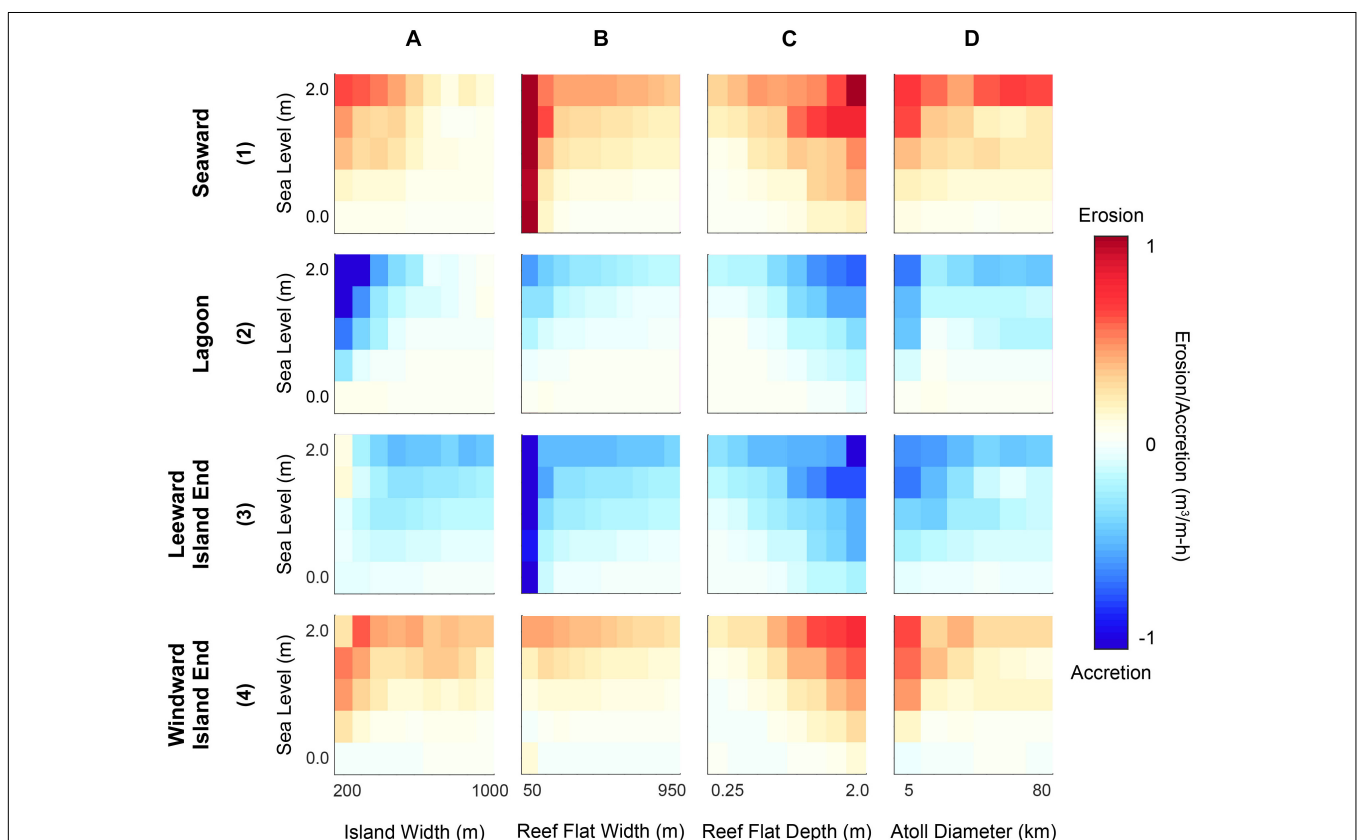 A B C D
Seaward
(1)
Sea Level (m)
2.0
0.0
Lagoon
(2)
Sea Level (m)
2.0
0.0
Leeward
Island End
(3)
Sea Level (m)
2.0
0.0
Windward
Island End
(4)
Sea Level (m)
2.0
0.0
200 1000 50 950 0.25 2.0 5 80
Island Width (m) Reef Flat Width (m) Reef Flat Depth (m) Atoll Diameter (km)
Erosion
1
0
-1
Erosion/Accretion (m³/m-h)
Accretion